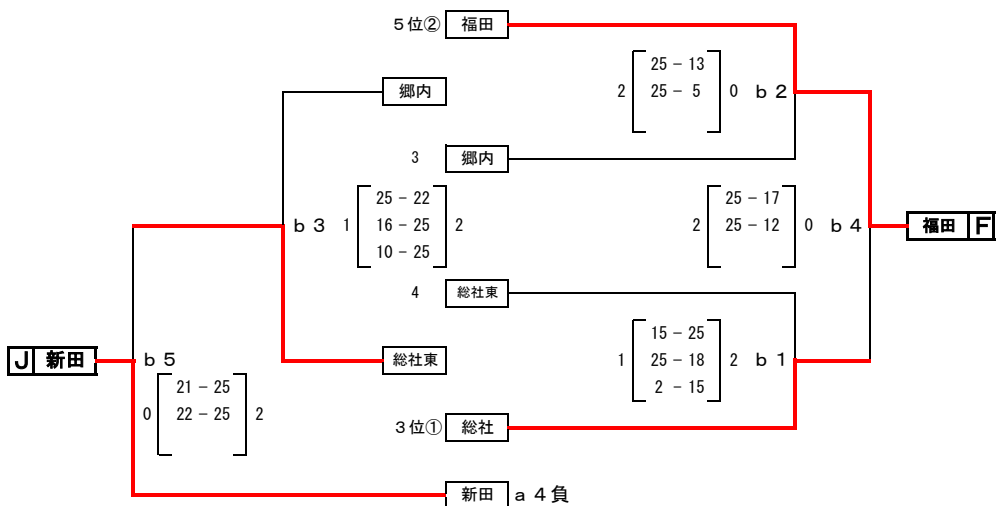 ５位② 福田
25 － 13
2 25 － 5 0 ｂ２
郷内
3 郷内
25 － 22
ｂ３ 1 16 － 25 2
10 － 25
25 － 17
2 25 － 12 0 ｂ４
福田 F
4 総社東
15 － 25
1 25 － 18 2 ｂ１
2 － 15
J 新田
ｂ５
総社東
21 － 25
0 22 － 25 2
３位① 総社
新田 ａ４負